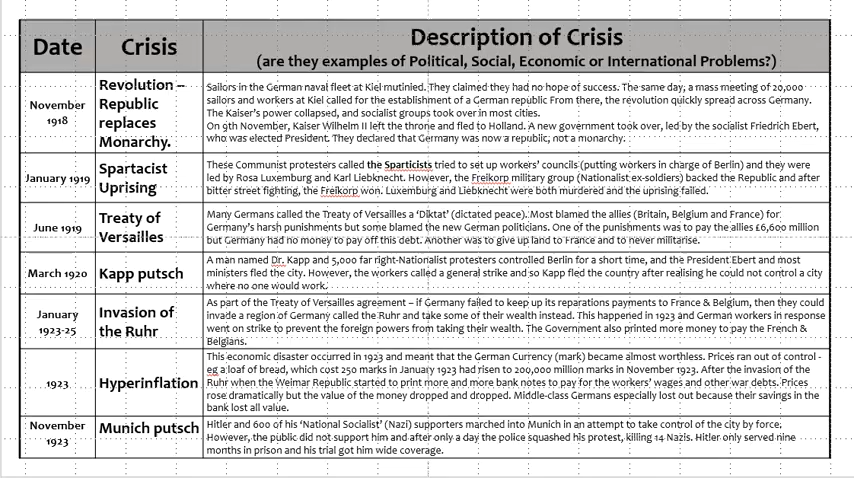 Date
Crisis
Description of Crisis
(are they examples of Political, Social, Economic or International Problems?)
November
1918
Revolution –
Republic
replaces
Monarchy.
Sailors in the German naval fleet at Kiel mutinied. They claimed they had no hope of success. The same day, a mass meeting of 20,000
sailors and workers at Kiel called for the establishment of a German republic From there, the revolution quickly spread across Germany.
The Kaiser's power collapsed, and socialist groups took over in most cities.
On 9th November, Kaiser Wilhelm II left the throne and fled to Holland. A new government took over, led by the socialist Friedrich Ebert,
who was elected President. They declared that Germany was now a republic, not a monarchy.
January 1919
Spartacist
Uprising
These Communist protesters called the Sparticists tried to set up workers' councils (putting workers in charge of Berlin) and they were
led by Rosa Luxemburg and Karl Liebknecht. However, the Freikorp military group (Nationalist ex-soldiers) backed the Republic and after
bitter street fighting, the Freikorp won. Luxemburg and Liebknecht were both murdered and the uprising failed.
June 1919
Treaty of
Versailles
Many Germans called the Treaty of Versailles a 'Diktat' (dictated peace). Most blamed the allies (Britain, Belgium and France) for
Germany's harsh punishments but some blamed the new German politicians. One of the punishments was to pay the allies £6,600 million
but Germany had no money to pay off this debt. Another was to give up land to France and to never militarise.
March 1920
Kapp putsch
A man named Dr. Kapp and 5,000 far right-Nationalist protesters controlled Berlin for a short time, and the President Ebert and most
ministers fled the city. However, the workers called a general strike and so Kapp fled the country after realising he could not control a city
where no one would work.
January
1923-25
Invasion of
the Ruhr
As part of the Treaty of Versailles agreement – if Germany failed to keep up its reparations payments to France & Belgium, then they could
invade a region of Germany called the Ruhr and take some of their wealth instead. This happened in 1923 and German workers in response
went on strike to prevent the foreign powers from taking their wealth. The Government also printed more money to pay the French &
Belgians.
1923
Hyperinflation
This economic disaster occurred in 1923 and meant that the German Currency (mark) became almost worthless. Prices ran out of control -
eg a loaf of bread, which cost 250 marks in January 1923 had risen to 200,000 million marks in November 1923. After the invasion of the
Ruhr when the Weimar Republic started to print more and more bank notes to pay for the workers' wages and other war debts. Prices
rose dramatically but the value of the money dropped and dropped. Middle-class Germans especially lost out because their savings in the
bank lost all value.
November
1923
Munich putsch
Hitler and 600 of his 'National Socialist' (Nazi) supporters marched into Munich in an attempt to take control of the city by force.
However, the public did not support him and after only a day the police squashed his protest, killing 14 Nazis. Hitler only served nine
months in prison and his trial got him wide coverage.